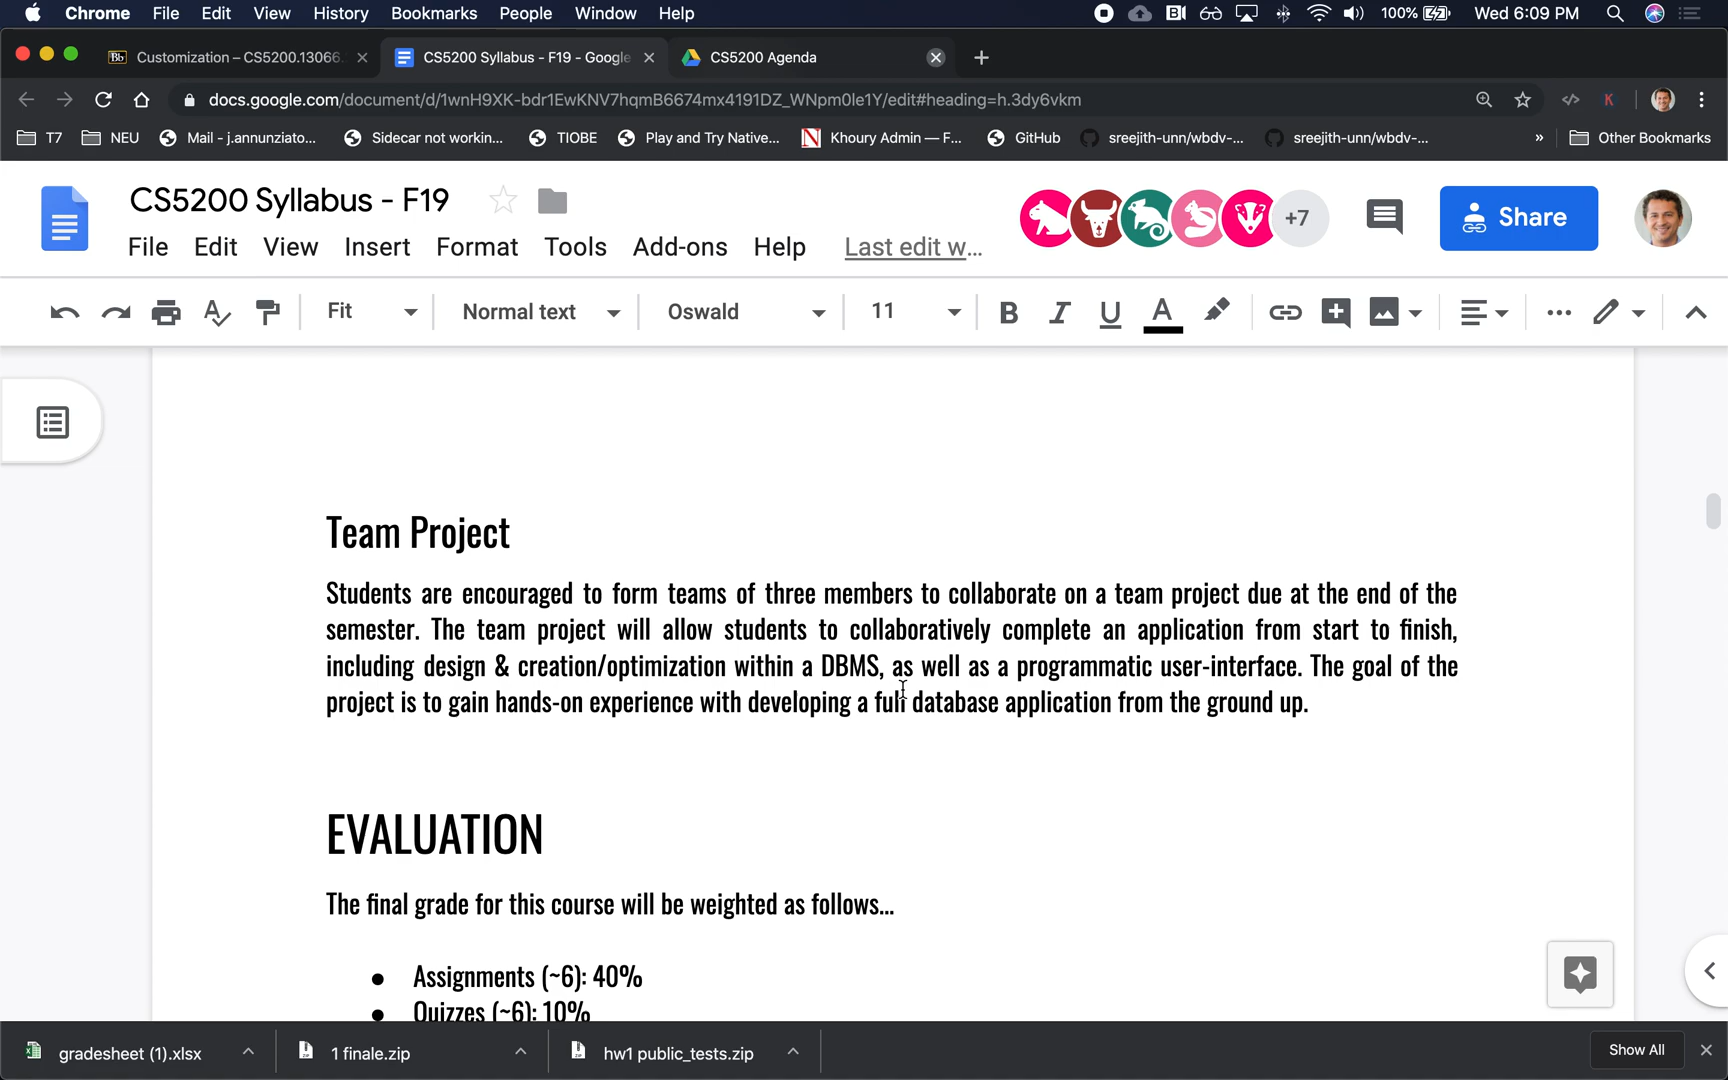 Chrome File Edit View History Bookmarks People Window Help 100% Wed 6:09 PM
Bb Customization – CS5200.13066. CS5200 Syllabus - F19 - Google CS5200 Agenda
docs.google.com/document/d/1wnH9XK-bdr1EwKNV7hqmB6674mx4191DZ_WNpm0le1Y/edit#heading=h.3dy6vkm
T7 NEU Mail - j.annunziato... Sidecar not workin... TIOBE Play and Try Native... Khoury Admin — F... GitHub sreejith-unn/wbdv-... sreejith-unn/wbdv-... » Other Bookmarks
CS5200 Syllabus - F19
+7 Share
File Edit View Insert Format Tools Add-ons Help Last edit w...
Fit Normal text Oswald 11 B I U A
Team Project
Students are encouraged to form teams of three members to collaborate on a team project due at the end of the
semester. The team project will allow students to collaboratively complete an application from start to finish,
including design & creation/optimization within a DBMS, as well as a programmatic user-interface. The goal of the
project is to gain hands-on experience with developing a full database application from the ground up.
EVALUATION
The final grade for this course will be weighted as follows...
● Assignments (~6): 40%
● Quizzes (~6): 10%
gradesheet (1).xlsx 1 finale.zip hw1 public_tests.zip Show All